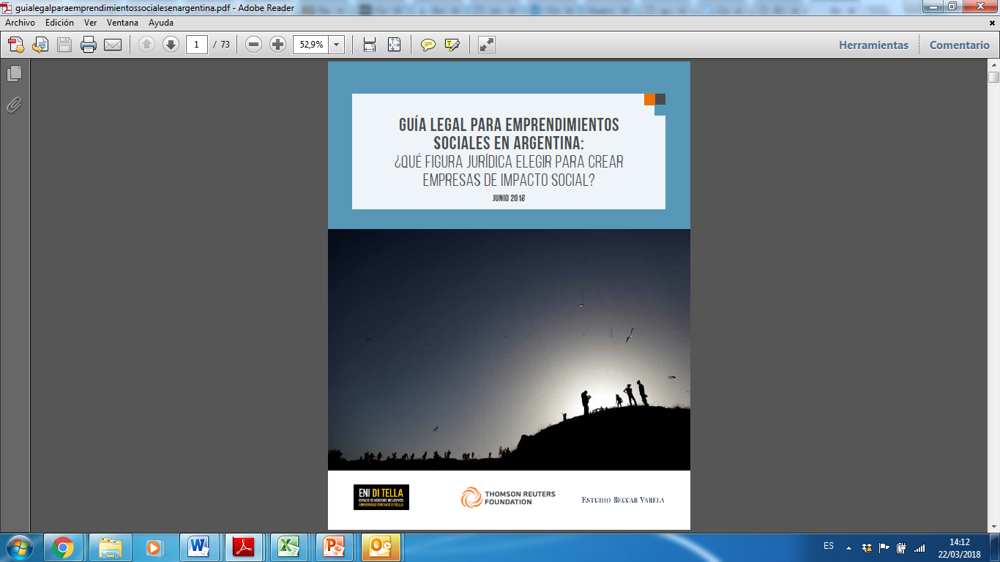 guialegalparaemprendimientossocialesenargentina.pdf - Adobe Reader
Archivo Edición Ver Ventana Ayuda
1 / 73 52,9% Herramientas Comentario
GUÍA LEGAL PARA EMPRENDIMIENTOS
SOCIALES EN ARGENTINA:
¿QUÉ FIGURA JURÍDICA ELEGIR PARA CREAR
EMPRESAS DE IMPACTO SOCIAL?
JUNIO 2016
ENI DI TELLA
ESPACIO DE NEGOCIOS INCLUSIVOS
UNIVERSIDAD TORCUATO DI TELLA
THOMSON REUTERS
FOUNDATION
ESTUDIO BECCAR VARELA
ES
14:12
22/03/2018